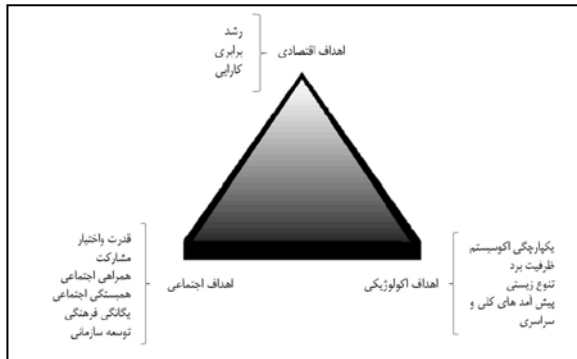 رشد
برابری
کارایی
اهداف اقتصادی
قدرت واختیار
مشارکت
همراهی اجتماعی
همبستگی اجتماعی
یگانگی فرهنگی
توسعه سازمانی
اهداف اجتماعی
اهداف اکولوژیکی
یکپارچگی اکوسیستم
ظرفیت برد
تنوع زیستی
پیش آمد های کلی و
سراسری